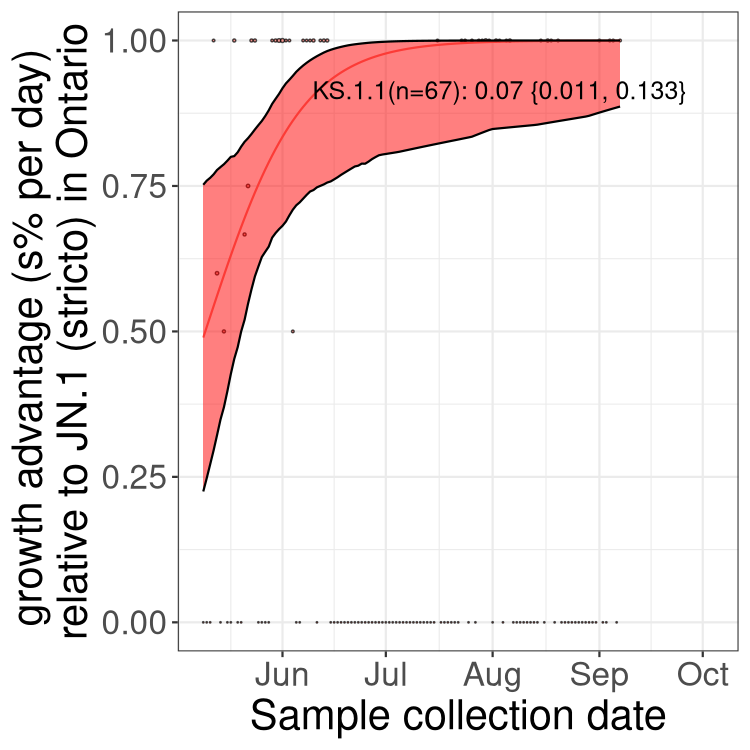 growth advantage (s% per day)
relative to JN.1 (stricto) in Ontario
1.00
0.75
0.50
0.25
0.00
KS.1.1(n=67): 0.07 {0.011, 0.133}
Jun Jul Aug Sep Oct
Sample collection date